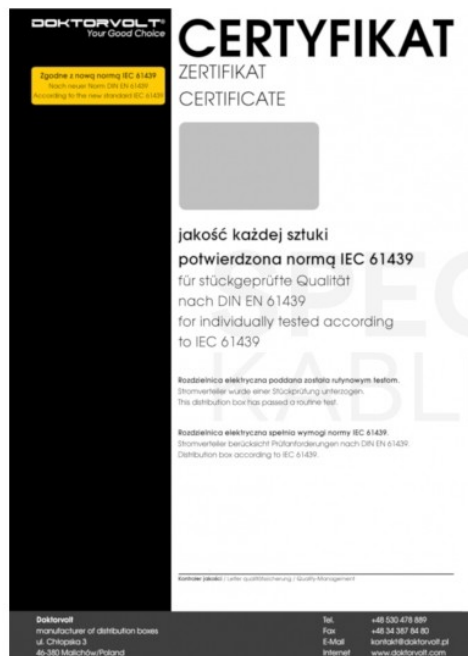 DOKTORVOLT®
Your Good Choice
Zgodne z nową normą IEC 61439
Nach neuer Norm DIN EN 61439
According to the new standard IEC 61439
CERTYFIKAT
ZERTIFIKAT
CERTIFICATE
jakość każdej sztuki
potwierdzona normą IEC 61439
für stückgeprüfte Qualität
nach DIN EN 61439
for individually tested according
to IEC 61439
SPEC
KABL
Rozdzielnica elektryczna poddana została rutynowym testom.
Stromverteiler wurde einer Stückprüfung unterzogen.
This distribution box has passed a routine test.
Rozdzielnica elektryczna spełnia wymogi normy IEC 61439.
Stromverteiler berücksicht Prüfanforderungen nach DIN EN 61439.
Distribution box according to IEC 61439.
Kontroler jakości / Leiter qualitätssicherung / Quality-Management
Doktorvolt
manufacturer of distribution boxes
ul. Chłopska 3
46-380 Malichów/Poland
Tel. +48 530 478 889
Fax +48 34 387 84 80
E-Mail kontakt@doktorvolt.pl
Internet www.doktorvolt.com